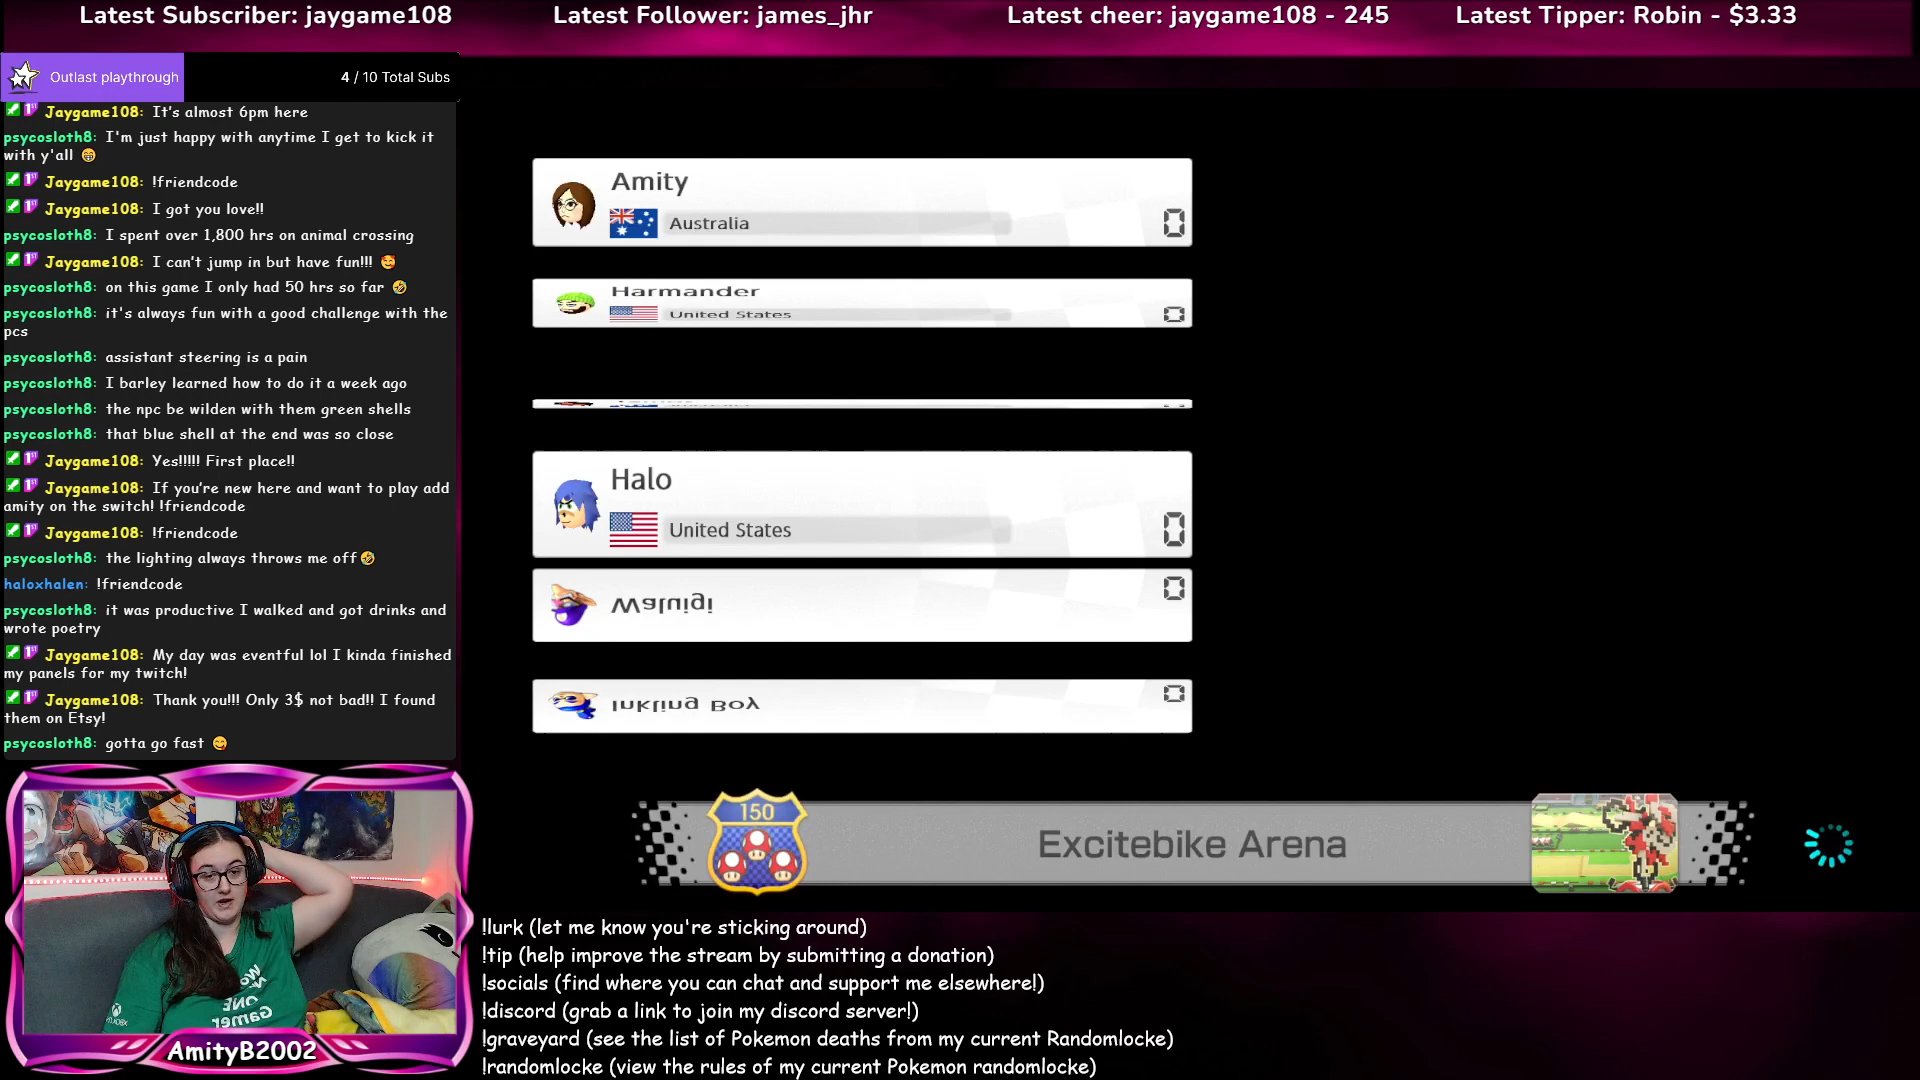 Latest Subscriber: jaygame108
Latest Follower: james_jhr
Latest cheer: jaygame108 - 245
Latest Tipper: Robin - $3.33
Outlast playthrough
4 / 10 Total Subs
Jaygame108: It's almost 6pm here
psycosloth8: I'm just happy with anytime I get to kick it
with y'all 😁
Jaygame108: !friendcode
Jaygame108: I got you love!!
psycosloth8: I spent over 1,800 hrs on animal crossing
Jaygame108: I can't jump in but have fun!!! 🥰
psycosloth8: on this game I only had 50 hrs so far 🤣
psycosloth8: it's always fun with a good challenge with the
pcs
psycosloth8: assistant steering is a pain
psycosloth8: I barley learned how to do it a week ago
psycosloth8: the npc be wilden with them green shells
psycosloth8: that blue shell at the end was so close
Jaygame108: Yes!!!!! First place!!
Jaygame108: If you're new here and want to play add
amity on the switch! !friendcode
Jaygame108: !friendcode
psycosloth8: the lighting always throws me off🤣
haloxhalen: !friendcode
psycosloth8: it was productive I walked and got drinks and
wrote poetry
Jaygame108: My day was eventful lol I kinda finished
my panels for my twitch!
Jaygame108: Thank you!!! Only 3$ not bad!! I found
them on Etsy!
psycosloth8: gotta go fast 😋
Amity
Australia
0
Harmander
United States
0
Halo
United States
0
Waluigi
0
Inkling Boy
0
150
Excitebike Arena
WoW
ONE
Gamer
XBOX
AmityB2002
!lurk (let me know you're sticking around)
!tip (help improve the stream by submitting a donation)
!socials (find where you can chat and support me elsewhere!)
!discord (grab a link to join my discord server!)
!graveyard (see the list of Pokemon deaths from my current Randomlocke)
!randomlocke (view the rules of my current Pokemon randomlocke)